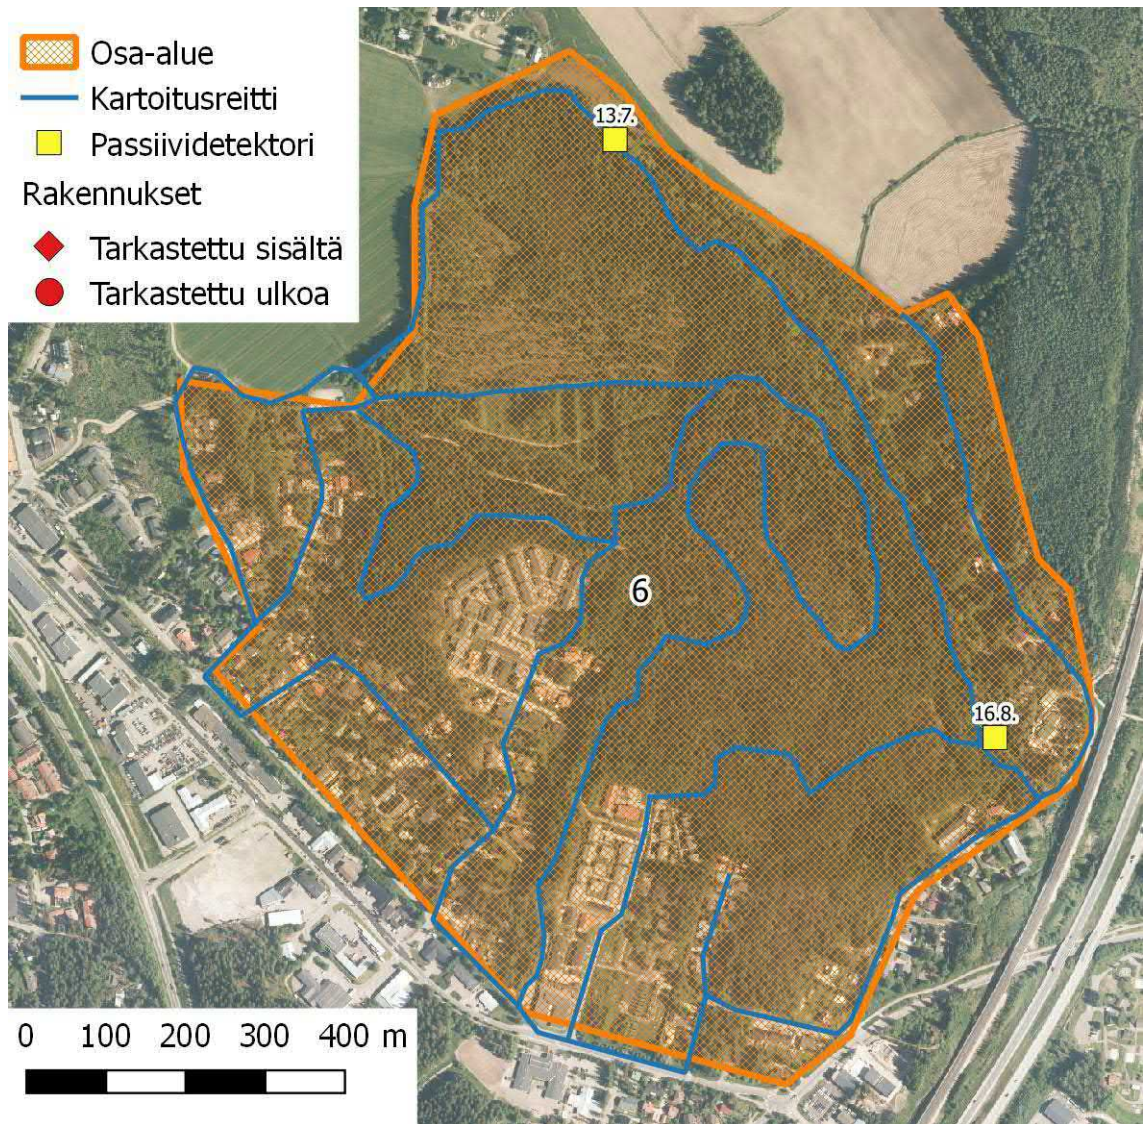 Osa-alue
Kartoitusreitti
Passiividetektori
Rakennukset
Tarkastettu sisältä
Tarkastettu ulkoa
13.7.
6
16.8.
0 100 200 300 400 m